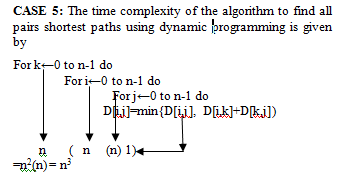 CASE 5: The time complexity of the algorithm to find all
pairs shortest paths using dynamic programming is given
by
For k←0 to n-1 do
For i←0 to n-1 do
For j←0 to n-1 do
D[i,j]=min{D[i,j], D[i,k]+D[k,j])
n ( n (n) 1)
=n²(n)= n³